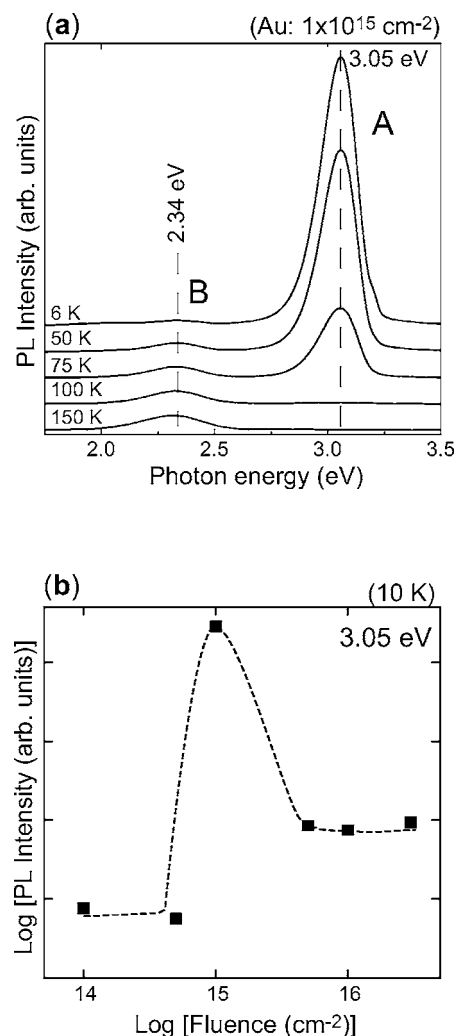 (a) (Au: 1x10¹⁵ cm⁻²)
3.05 eV
A
2.34 eV
B
6 K
50 K
75 K
100 K
150 K
PL Intensity (arb. units)
2.0 2.5 3.0 3.5
Photon energy (eV)
(b) (10 K)
3.05 eV
Log [PL Intensity (arb. units)]
14 15 16
Log [Fluence (cm⁻²)]